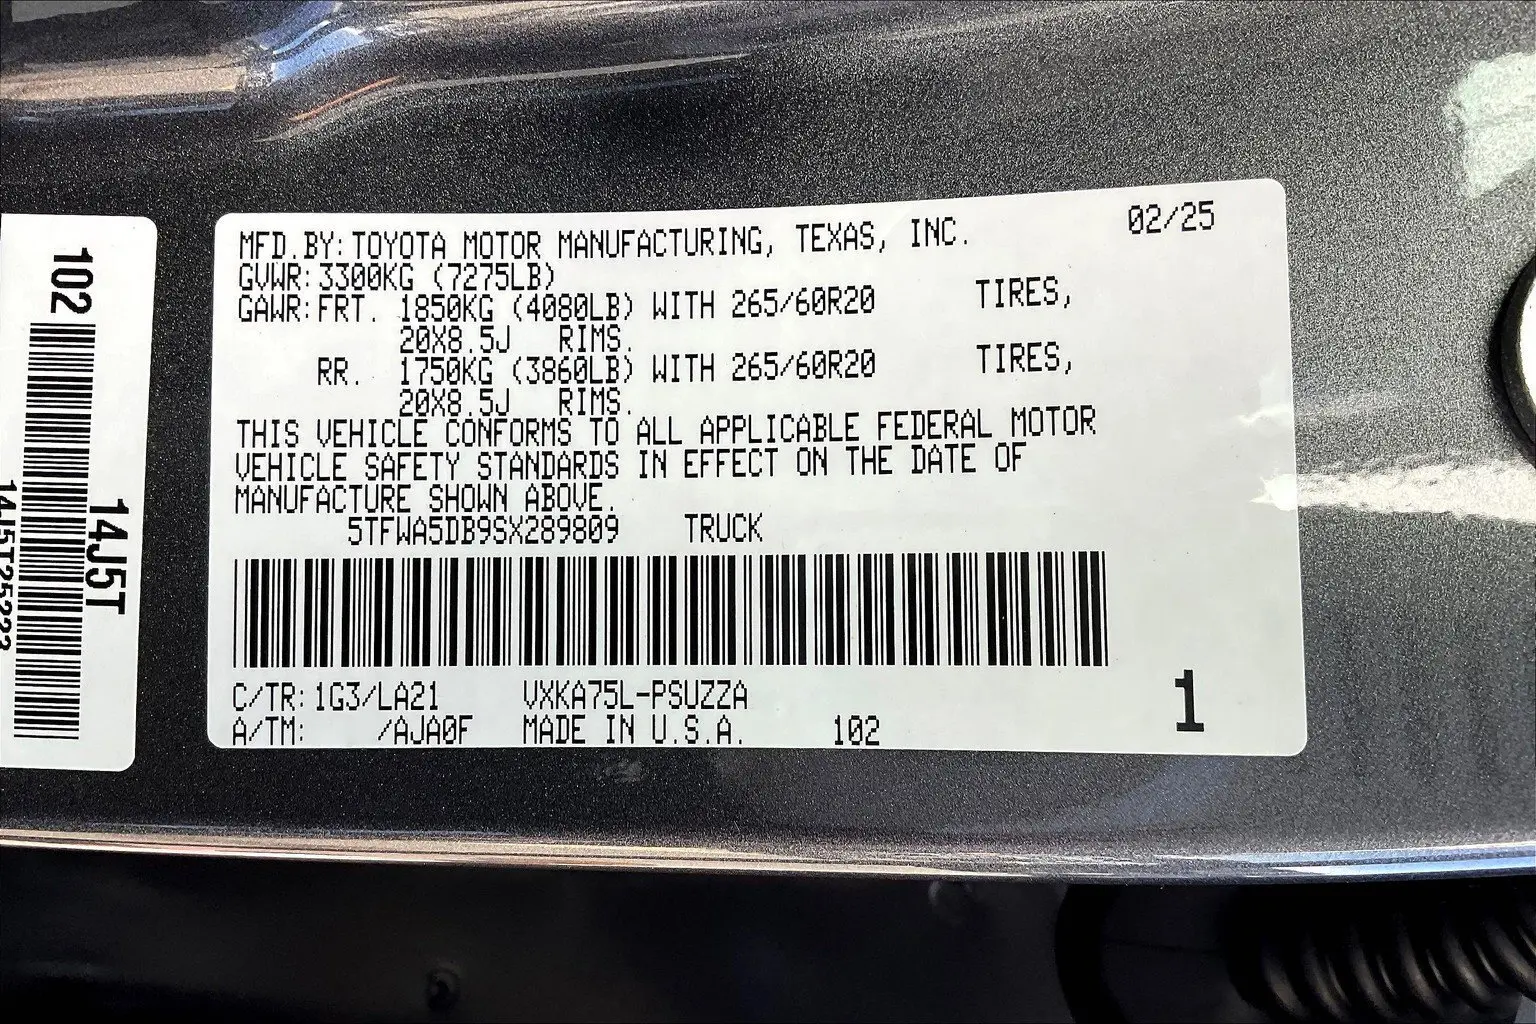 MFD.BY:TOYOTA MOTOR MANUFACTURING, TEXAS, INC. 02/25
GVWR:3300KG (7275LB)
GAWR:FRT. 1850KG (4080LB) WITH 265/60R20 TIRES,
20X8.5J RIMS.
RR. 1750KG (3860LB) WITH 265/60R20 TIRES,
20X8.5J RIMS.
THIS VEHICLE CONFORMS TO ALL APPLICABLE FEDERAL MOTOR
VEHICLE SAFETY STANDARDS IN EFFECT ON THE DATE OF
MANUFACTURE SHOWN ABOVE.
5TFWA5DB9SX289809 TRUCK
C/TR:1G3/LA21 VXKA75L-PSUZZA
A/TM: /AJA0F MADE IN U.S.A. 102
1
102
14J5T